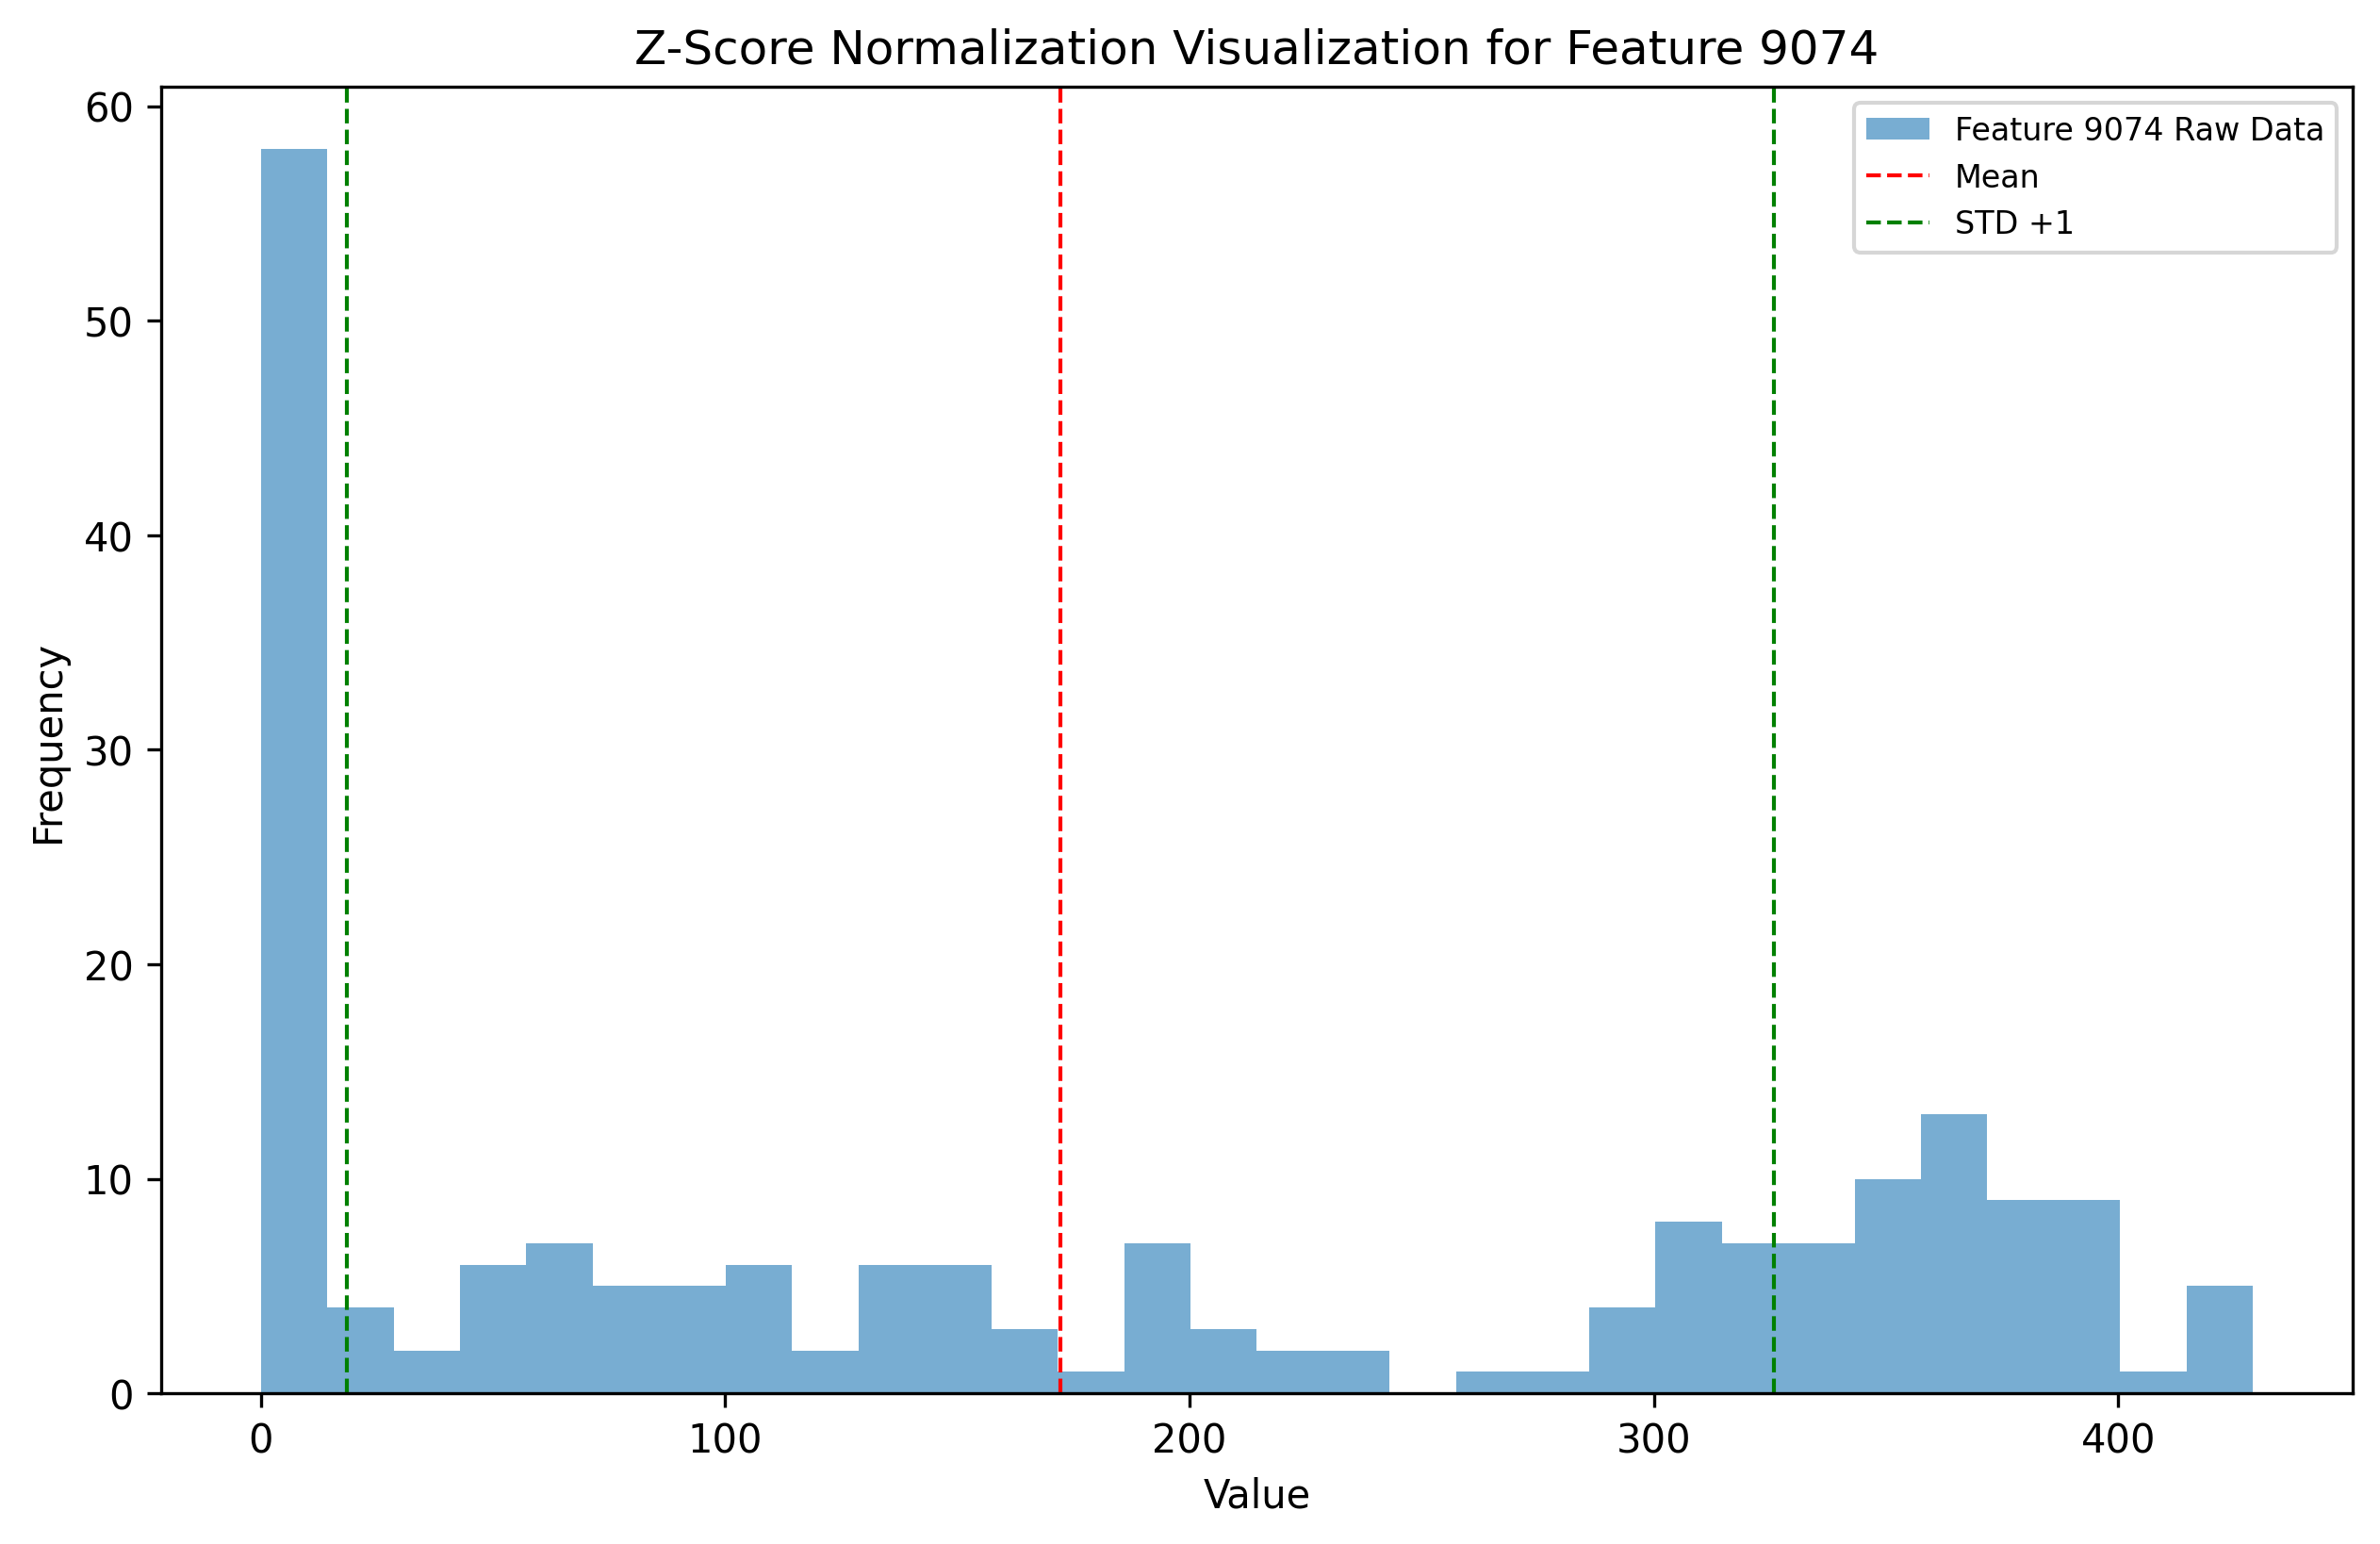 Z-Score Normalization Visualization for Feature 9074
Feature 9074 Raw Data
Mean
STD +1
60
50
40
30
20
10
0
Frequency
0 100 200 300 400
Value